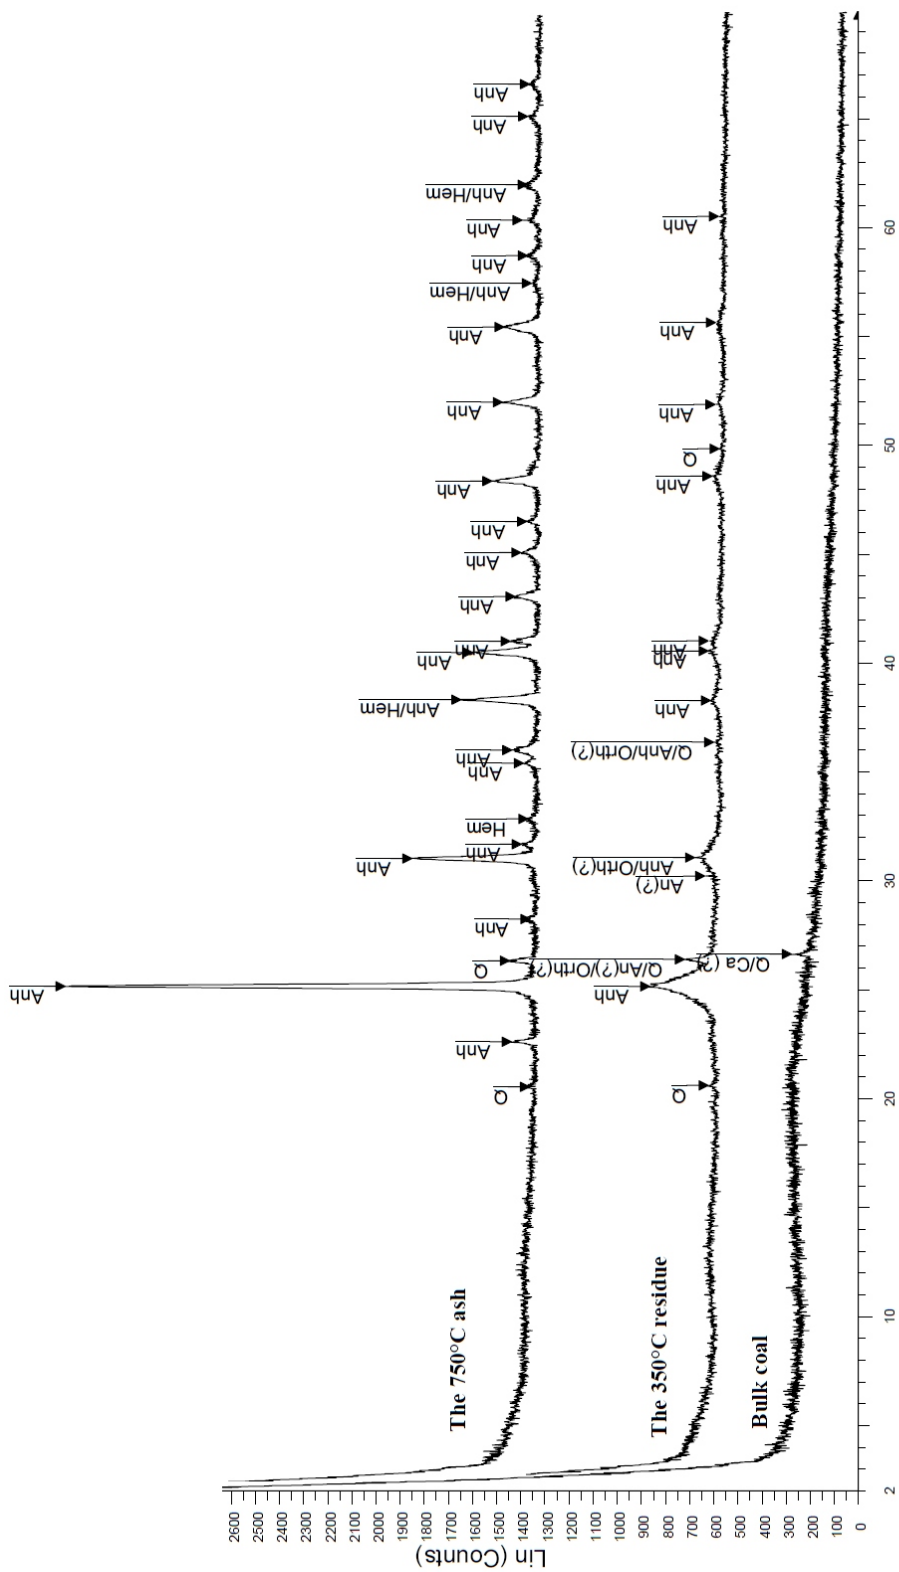 Lin (Counts)
2600
2500
2400
2300
2200
2100
2000
1900
1800
1700
1600
1500
1400
1300
1200
1100
1000
900
800
700
600
500
400
300
200
100
0
The 750°C ash
Q
Anh
Anh
Q
Anh
Anh
Anh
Hem
Anh
Anh
Anh/Hem
Anh
Anh
Anh
Anh
Anh
Anh
Anh
Anh
Anh/Hem
Anh
Anh
Anh/Hem
Anh
Anh
The 350°C residue
Q
Anh
Q/An(?)/Orth(?)
An(?)
Anh/Orth(?)
Q/Anh/Orth(?)
Anh
Anh
Anh
Anh
Q
Anh
Anh
Anh
Bulk coal
Q/Ca (?)
2 10 20 30 40 50 60